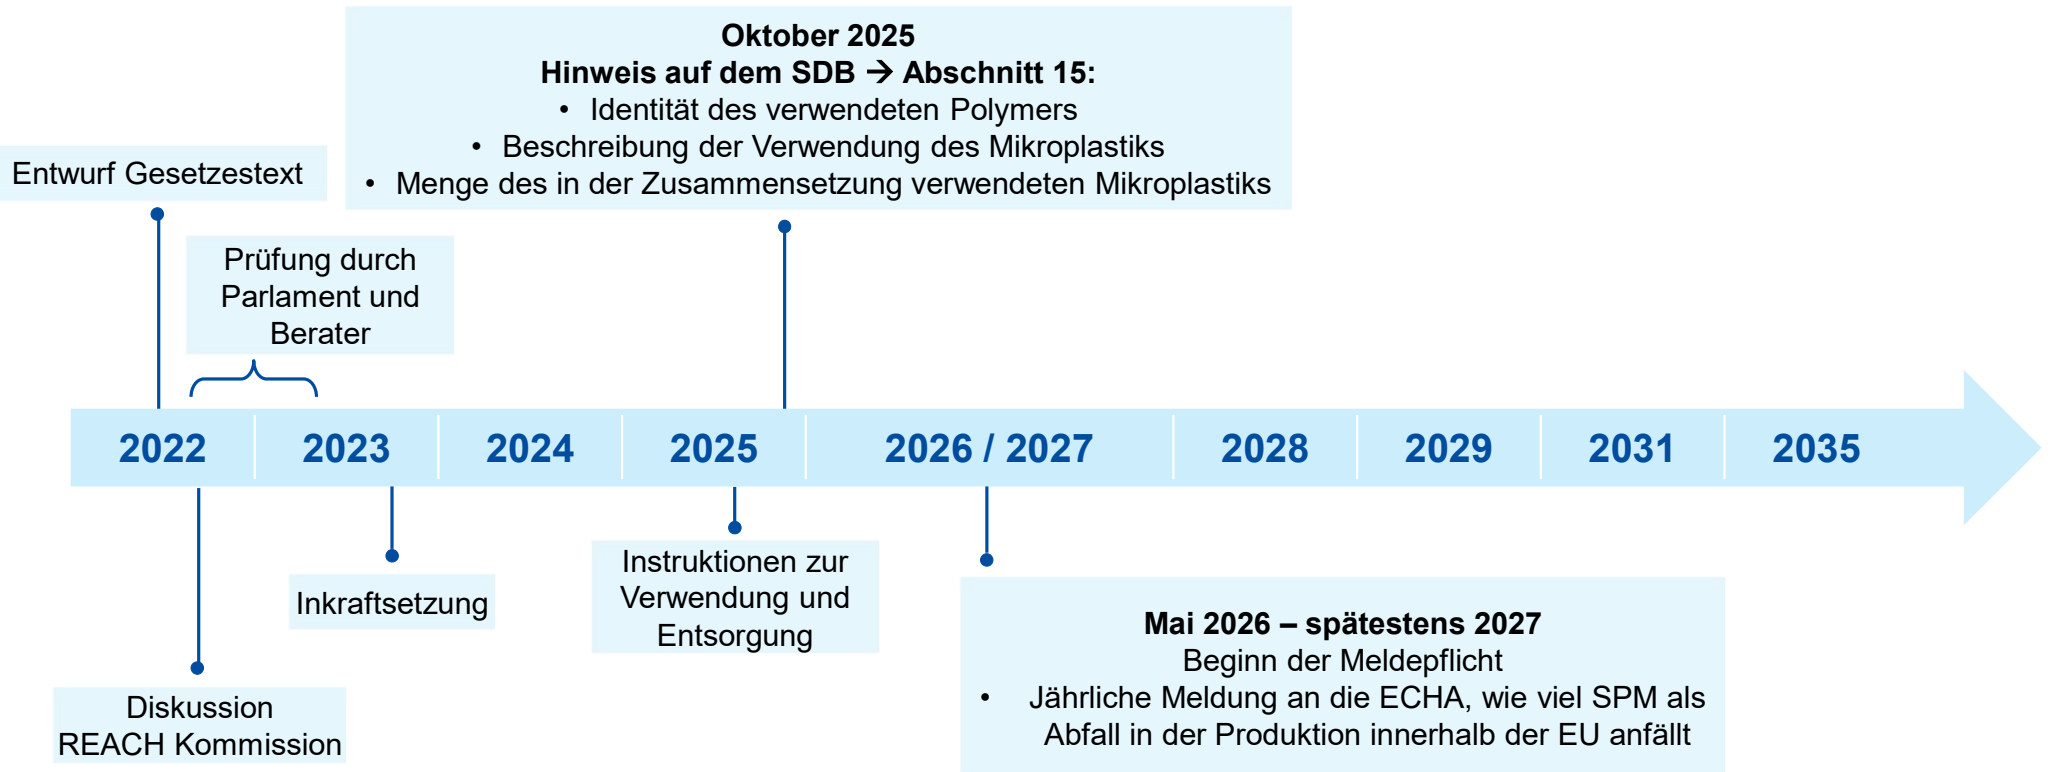 Oktober 2025
Hinweis auf dem SDB → Abschnitt 15:
• Identität des verwendeten Polymers
• Beschreibung der Verwendung des Mikroplastiks
• Menge des in der Zusammensetzung verwendeten Mikroplastiks
Entwurf Gesetzestext
Prüfung durch
Parlament und
Berater
2022
2023
2024
2025
2026 / 2027
2028
2029
2031
2035
Diskussion
REACH Kommission
Inkraftsetzung
Instruktionen zur
Verwendung und
Entsorgung
Mai 2026 – spätestens 2027
Beginn der Meldepflicht
• Jährliche Meldung an die ECHA, wie viel SPM als
Abfall in der Produktion innerhalb der EU anfällt